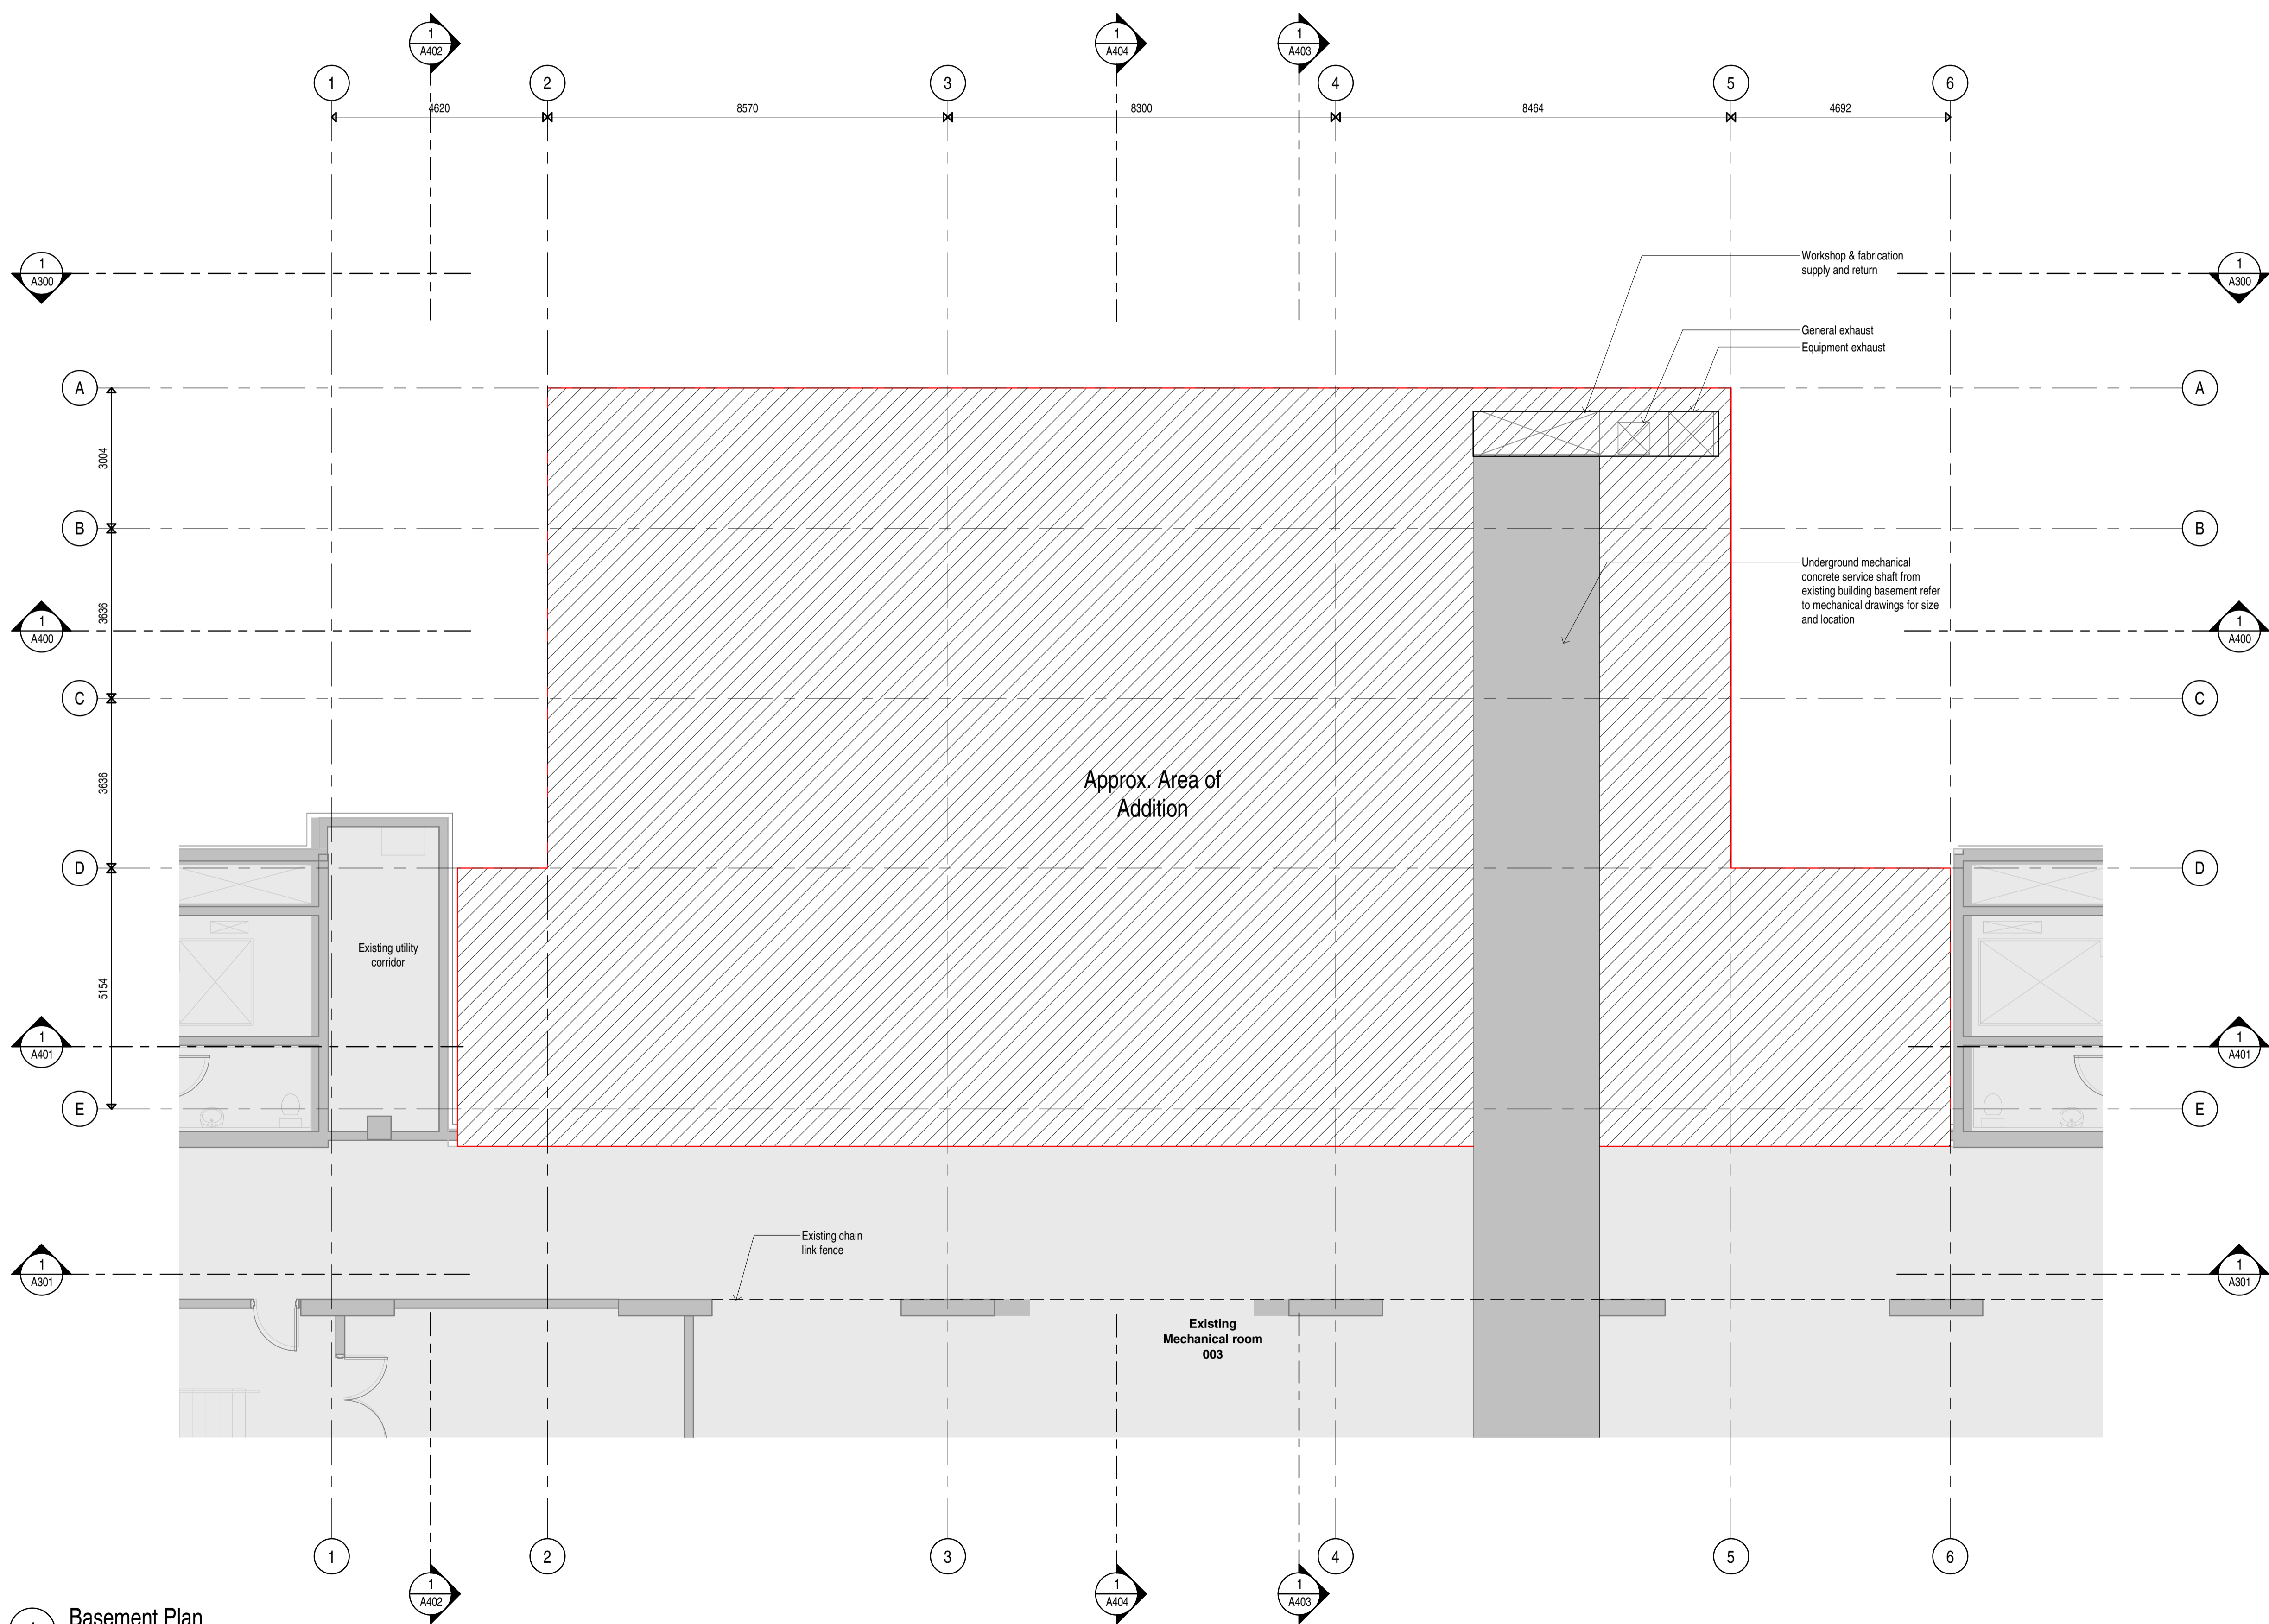 1
A402
1
A404
1
A403
1
2
3
4
5
6
4620
8570
8300
8464
4692
Workshop & fabrication
supply and return
1
A300
1
A300
General exhaust
Equipment exhaust
A
A
3004
B
B
Underground mechanical
concrete service shaft from
existing building basement refer
to mechanical drawings for size
and location
3636
1
A400
1
A400
C
C
3636
Approx. Area of
Addition
D
D
Existing utility
corridor
5154
1
A401
1
A401
E
E
Existing chain
link fence
1
A301
1
A301
Existing
Mechanical room
003
1
2
3
4
5
6
1
A402
1
A404
1
A403
Basement Plan